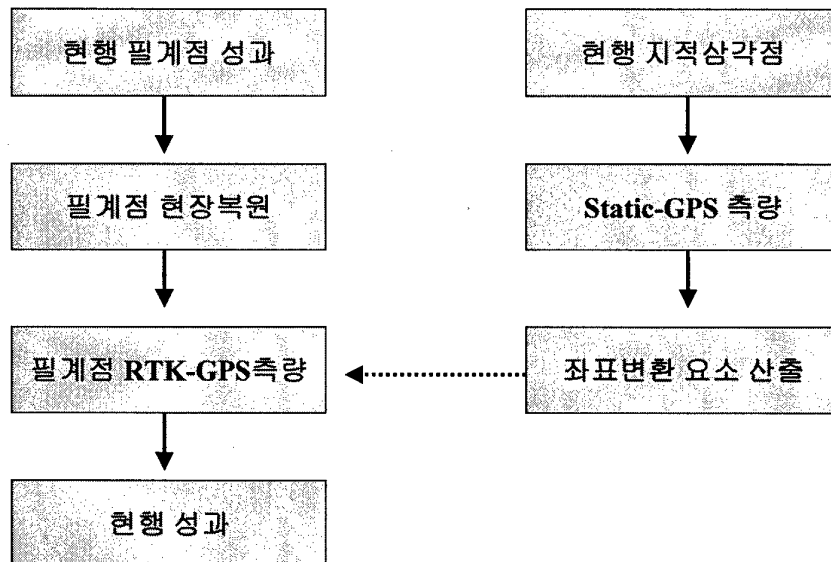 현행 필계점 성과
현행 지적삼각점
필계점 현장복원
Static-GPS 측량
필계점 RTK-GPS측량
좌표변환 요소 산출
현행 성과